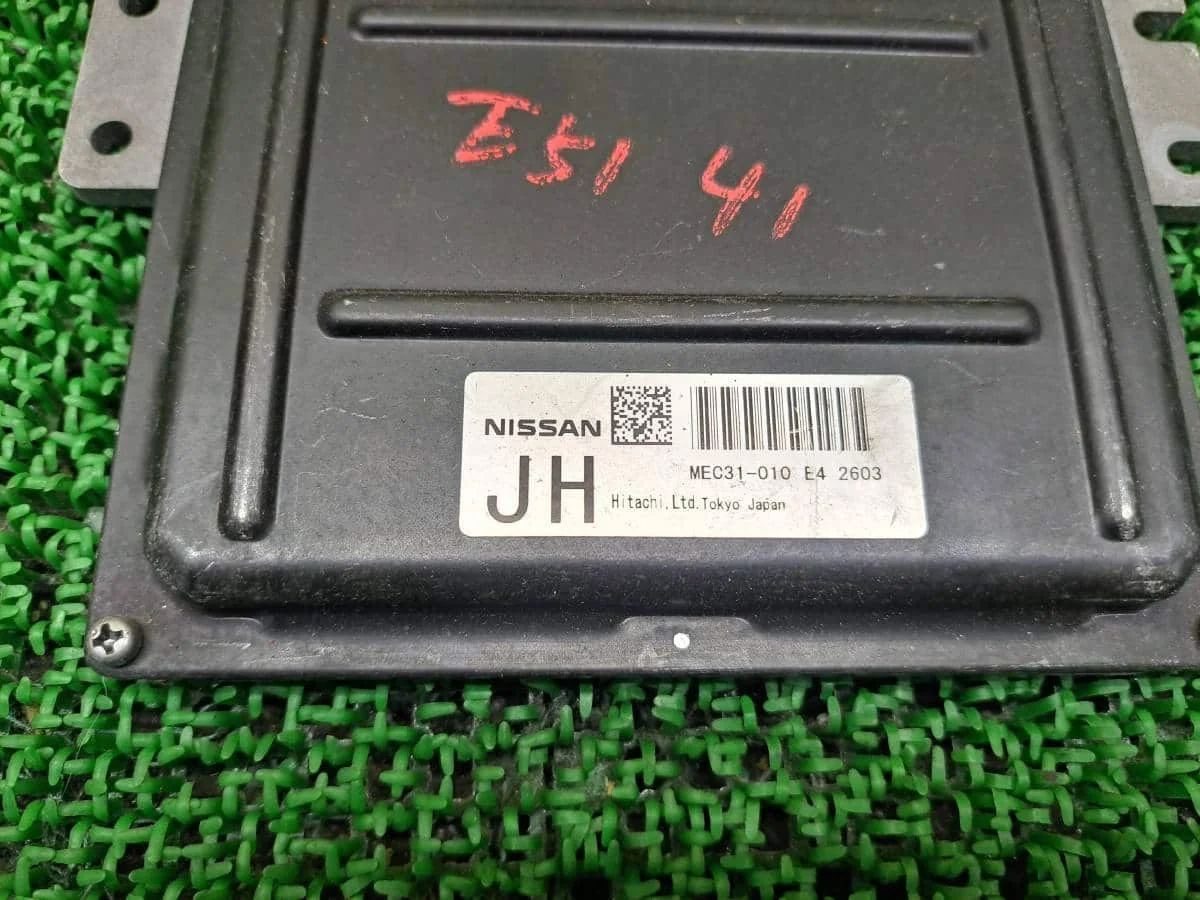 E51 41
NISSAN
JH
MEC31-010 E4 2603
Hitachi,Ltd.Tokyo Japan